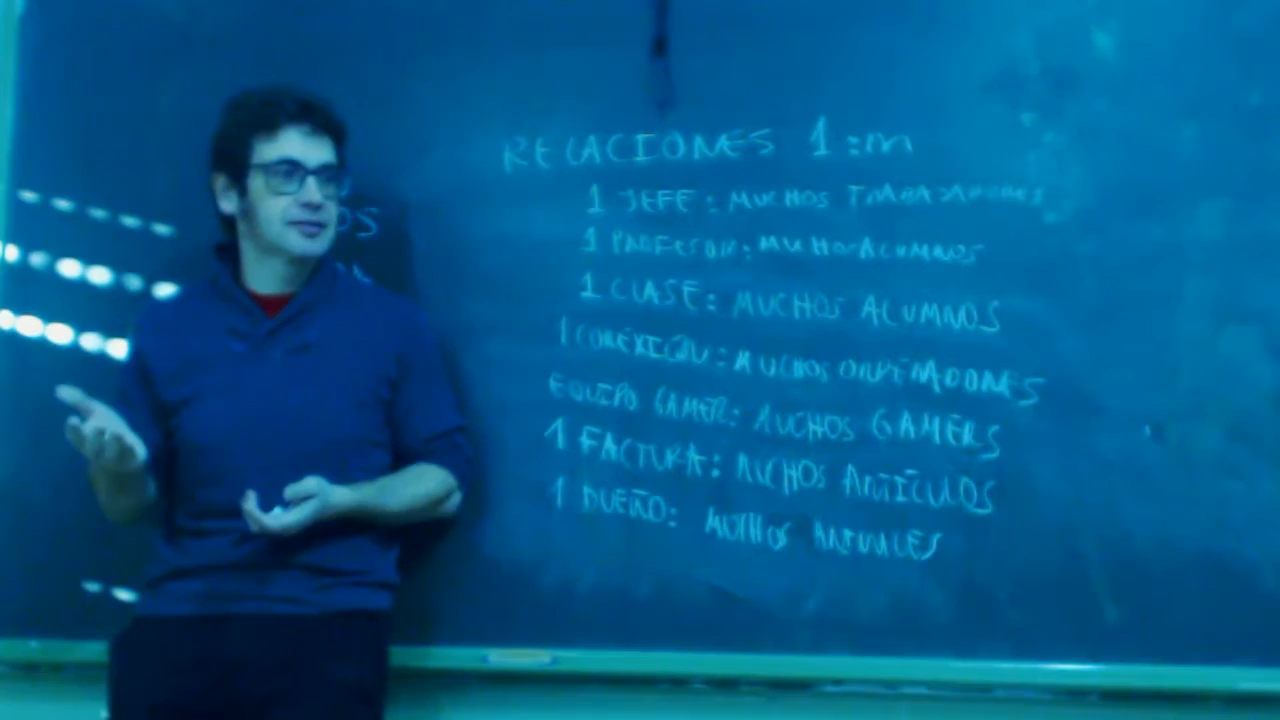 RELACIONES 1:m
1 JEFE: MUCHOS TRABAJADORES
1 PROFESOR: MUCHOS ALUMNOS
1 CLASE: MUCHOS ALUMNOS
1 CONEXIÓN: MUCHOS ORDENADORES
EQUIPO GAMER: MUCHOS GAMERS
1 FACTURA: MUCHOS ARTÍCULOS
1 DUEÑO: MUCHOS ANIMALES